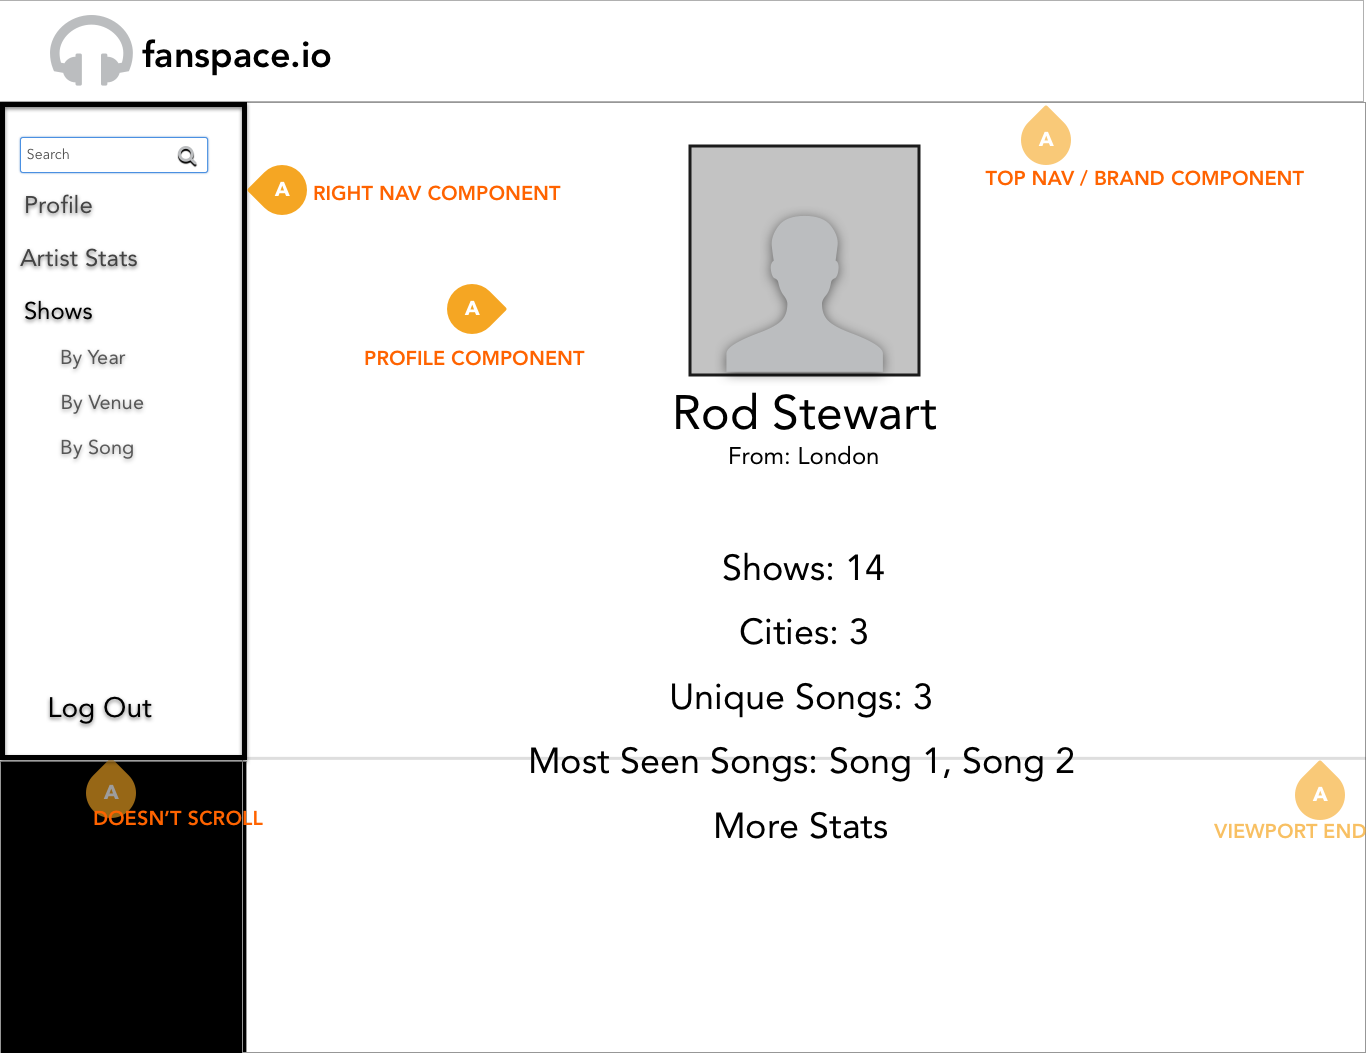 fanspace.io
Search
Profile
Artist Stats
Shows
By Year
By Venue
By Song
Log Out
A
RIGHT NAV COMPONENT
A
TOP NAV / BRAND COMPONENT
A
PROFILE COMPONENT
Rod Stewart
From: London
Shows: 14
Cities: 3
Unique Songs: 3
Most Seen Songs: Song 1, Song 2
More Stats
A
DOESN'T SCROLL
A
VIEWPORT END